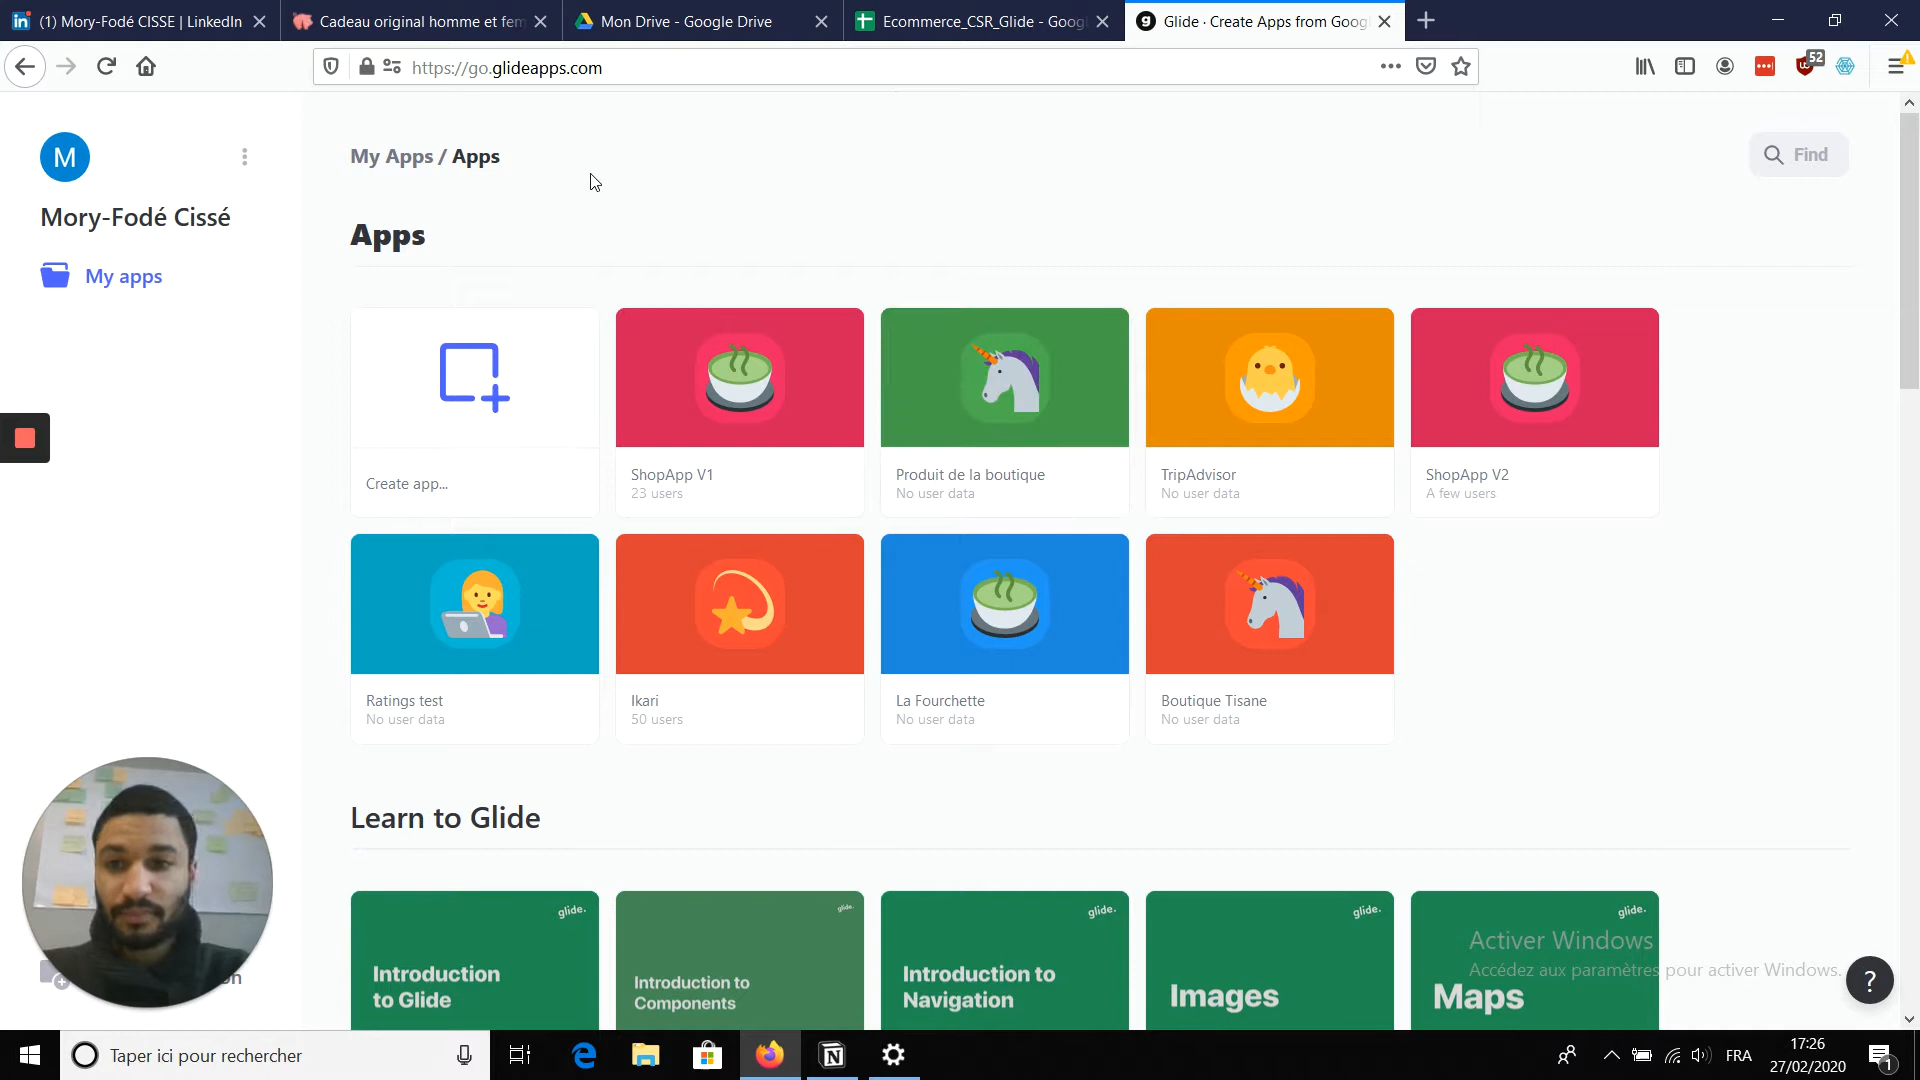 (1) Mory-Fodé CISSE | LinkedIn
Cadeau original homme et fem
Mon Drive - Google Drive
Ecommerce_CSR_Glide - Goog
Glide · Create Apps from Goog
https://go.glideapps.com
52
M
Mory-Fodé Cissé
My apps
My Apps / Apps
Find
Apps
Create app...
ShopApp V1
23 users
Produit de la boutique
No user data
TripAdvisor
No user data
ShopApp V2
A few users
Ratings test
No user data
Ikari
50 users
La Fourchette
No user data
Boutique Tisane
No user data
Learn to Glide
glide.
Introduction
to Glide
glide.
Introduction to
Components
glide.
Introduction to
Navigation
glide.
Images
glide.
Maps
Activer Windows
Accédez aux paramètres pour activer Windows.
?
Taper ici pour rechercher
FRA
17:26
27/02/2020
1